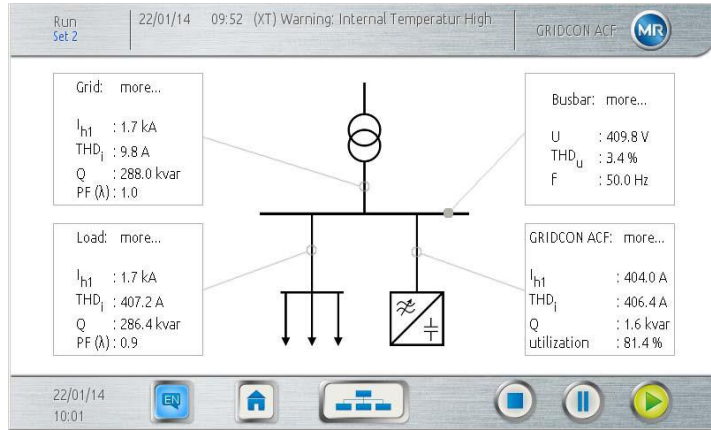 Run
Set 2
22/01/14 09:52 (XT) Warning: Internal Temperatur High
GRIDCON ACF
MR
Grid: more...
Ih1 : 1.7 kA
THDi : 9.8 A
Q : 288.0 kvar
PF (λ) : 1.0
Busbar: more...
U : 409.8 V
THDu : 3.4 %
f : 50.0 Hz
Load: more...
Ih1 : 1.7 kA
THDi : 407.2 A
Q : 286.4 kvar
PF (λ) : 0.9
GRIDCON ACF: more...
Ih1 : 404.0 A
THDi : 406.4 A
Q : 1.6 kvar
utilization : 81.4 %
22/01/14
10:01
EN